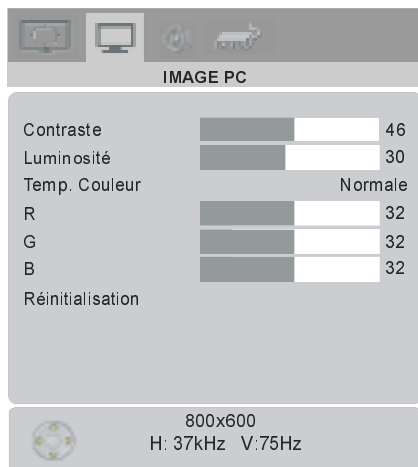 IMAGE PC
Contraste 46
Luminosité 30
Temp. Couleur Normale
R 32
G 32
B 32
Réinitialisation
800x600
H: 37kHz V:75Hz